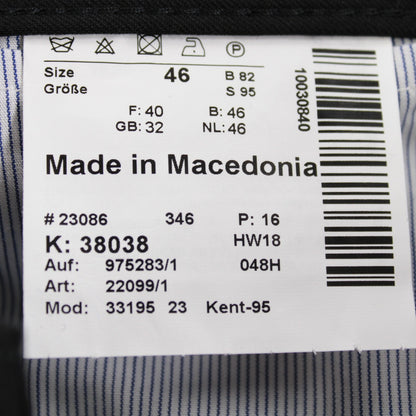 P
Size 46 B 82
Größe S 95
F: 40 B: 46
GB: 32 NL: 46
Made in Macedonia
# 23086 346 P: 16
K: 38038 HW18
Auf: 975283/1 048H
Art: 22099/1
Mod: 33195 23 Kent-95
10030840